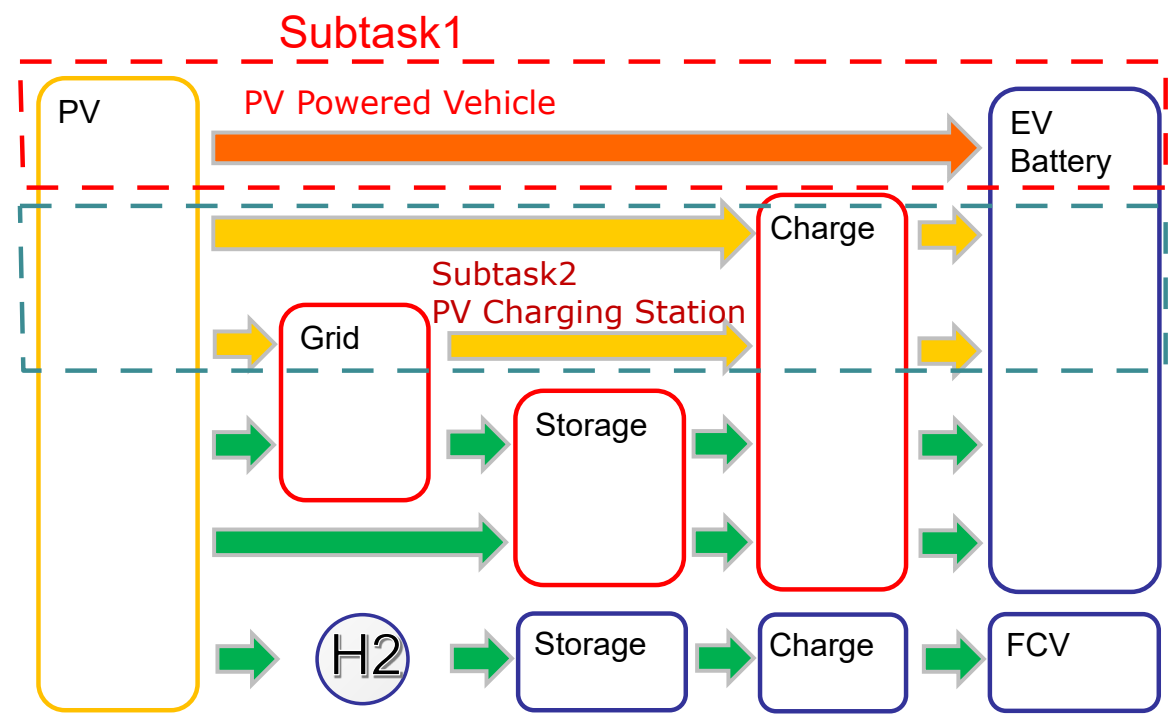 Subtask1
PV
PV Powered Vehicle
EV
Battery
Charge
Subtask2
PV Charging Station
Grid
Storage
H2
Storage
Charge
FCV